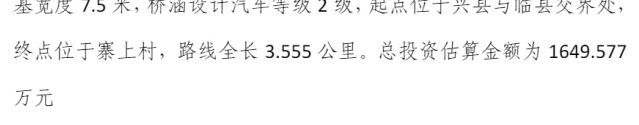 基宽度 7.5 米，桥涵设计汽车等级 2 级，起点位于兴县与临县交界处，
终点位于寨上村，路线全长 3.555 公里。总投资估算金额为 1649.577
万元